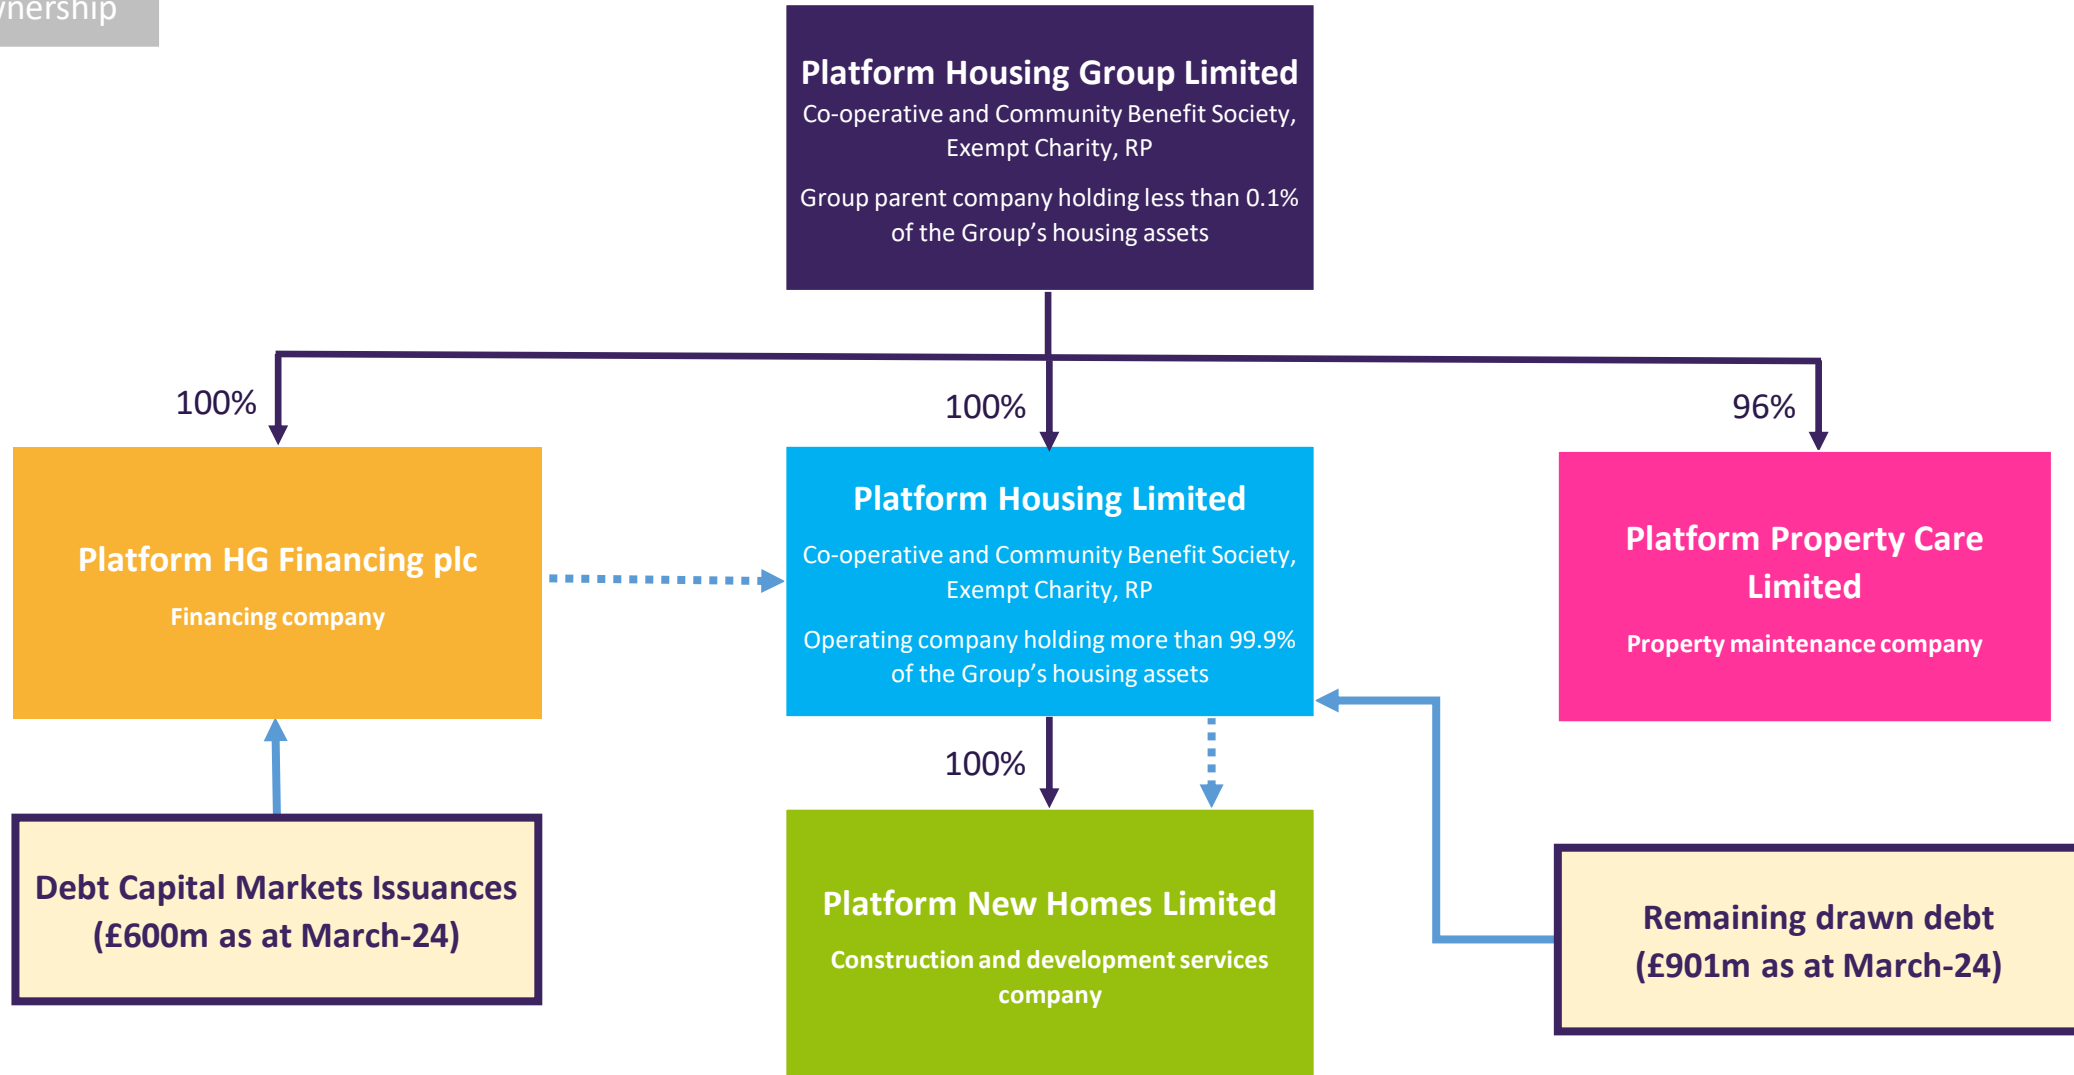 Platform Housing Group Limited
Co-operative and Community Benefit Society,
Exempt Charity, RP
Group parent company holding less than 0.1%
of the Group's housing assets
100%
100%
96%
Platform HG Financing plc
Financing company
Platform Housing Limited
Co-operative and Community Benefit Society,
Exempt Charity, RP
Operating company holding more than 99.9%
of the Group's housing assets
Platform Property Care
Limited
Property maintenance company
100%
Debt Capital Markets Issuances
(£600m as at March-24)
Platform New Homes Limited
Construction and development services
company
Remaining drawn debt
(£901m as at March-24)